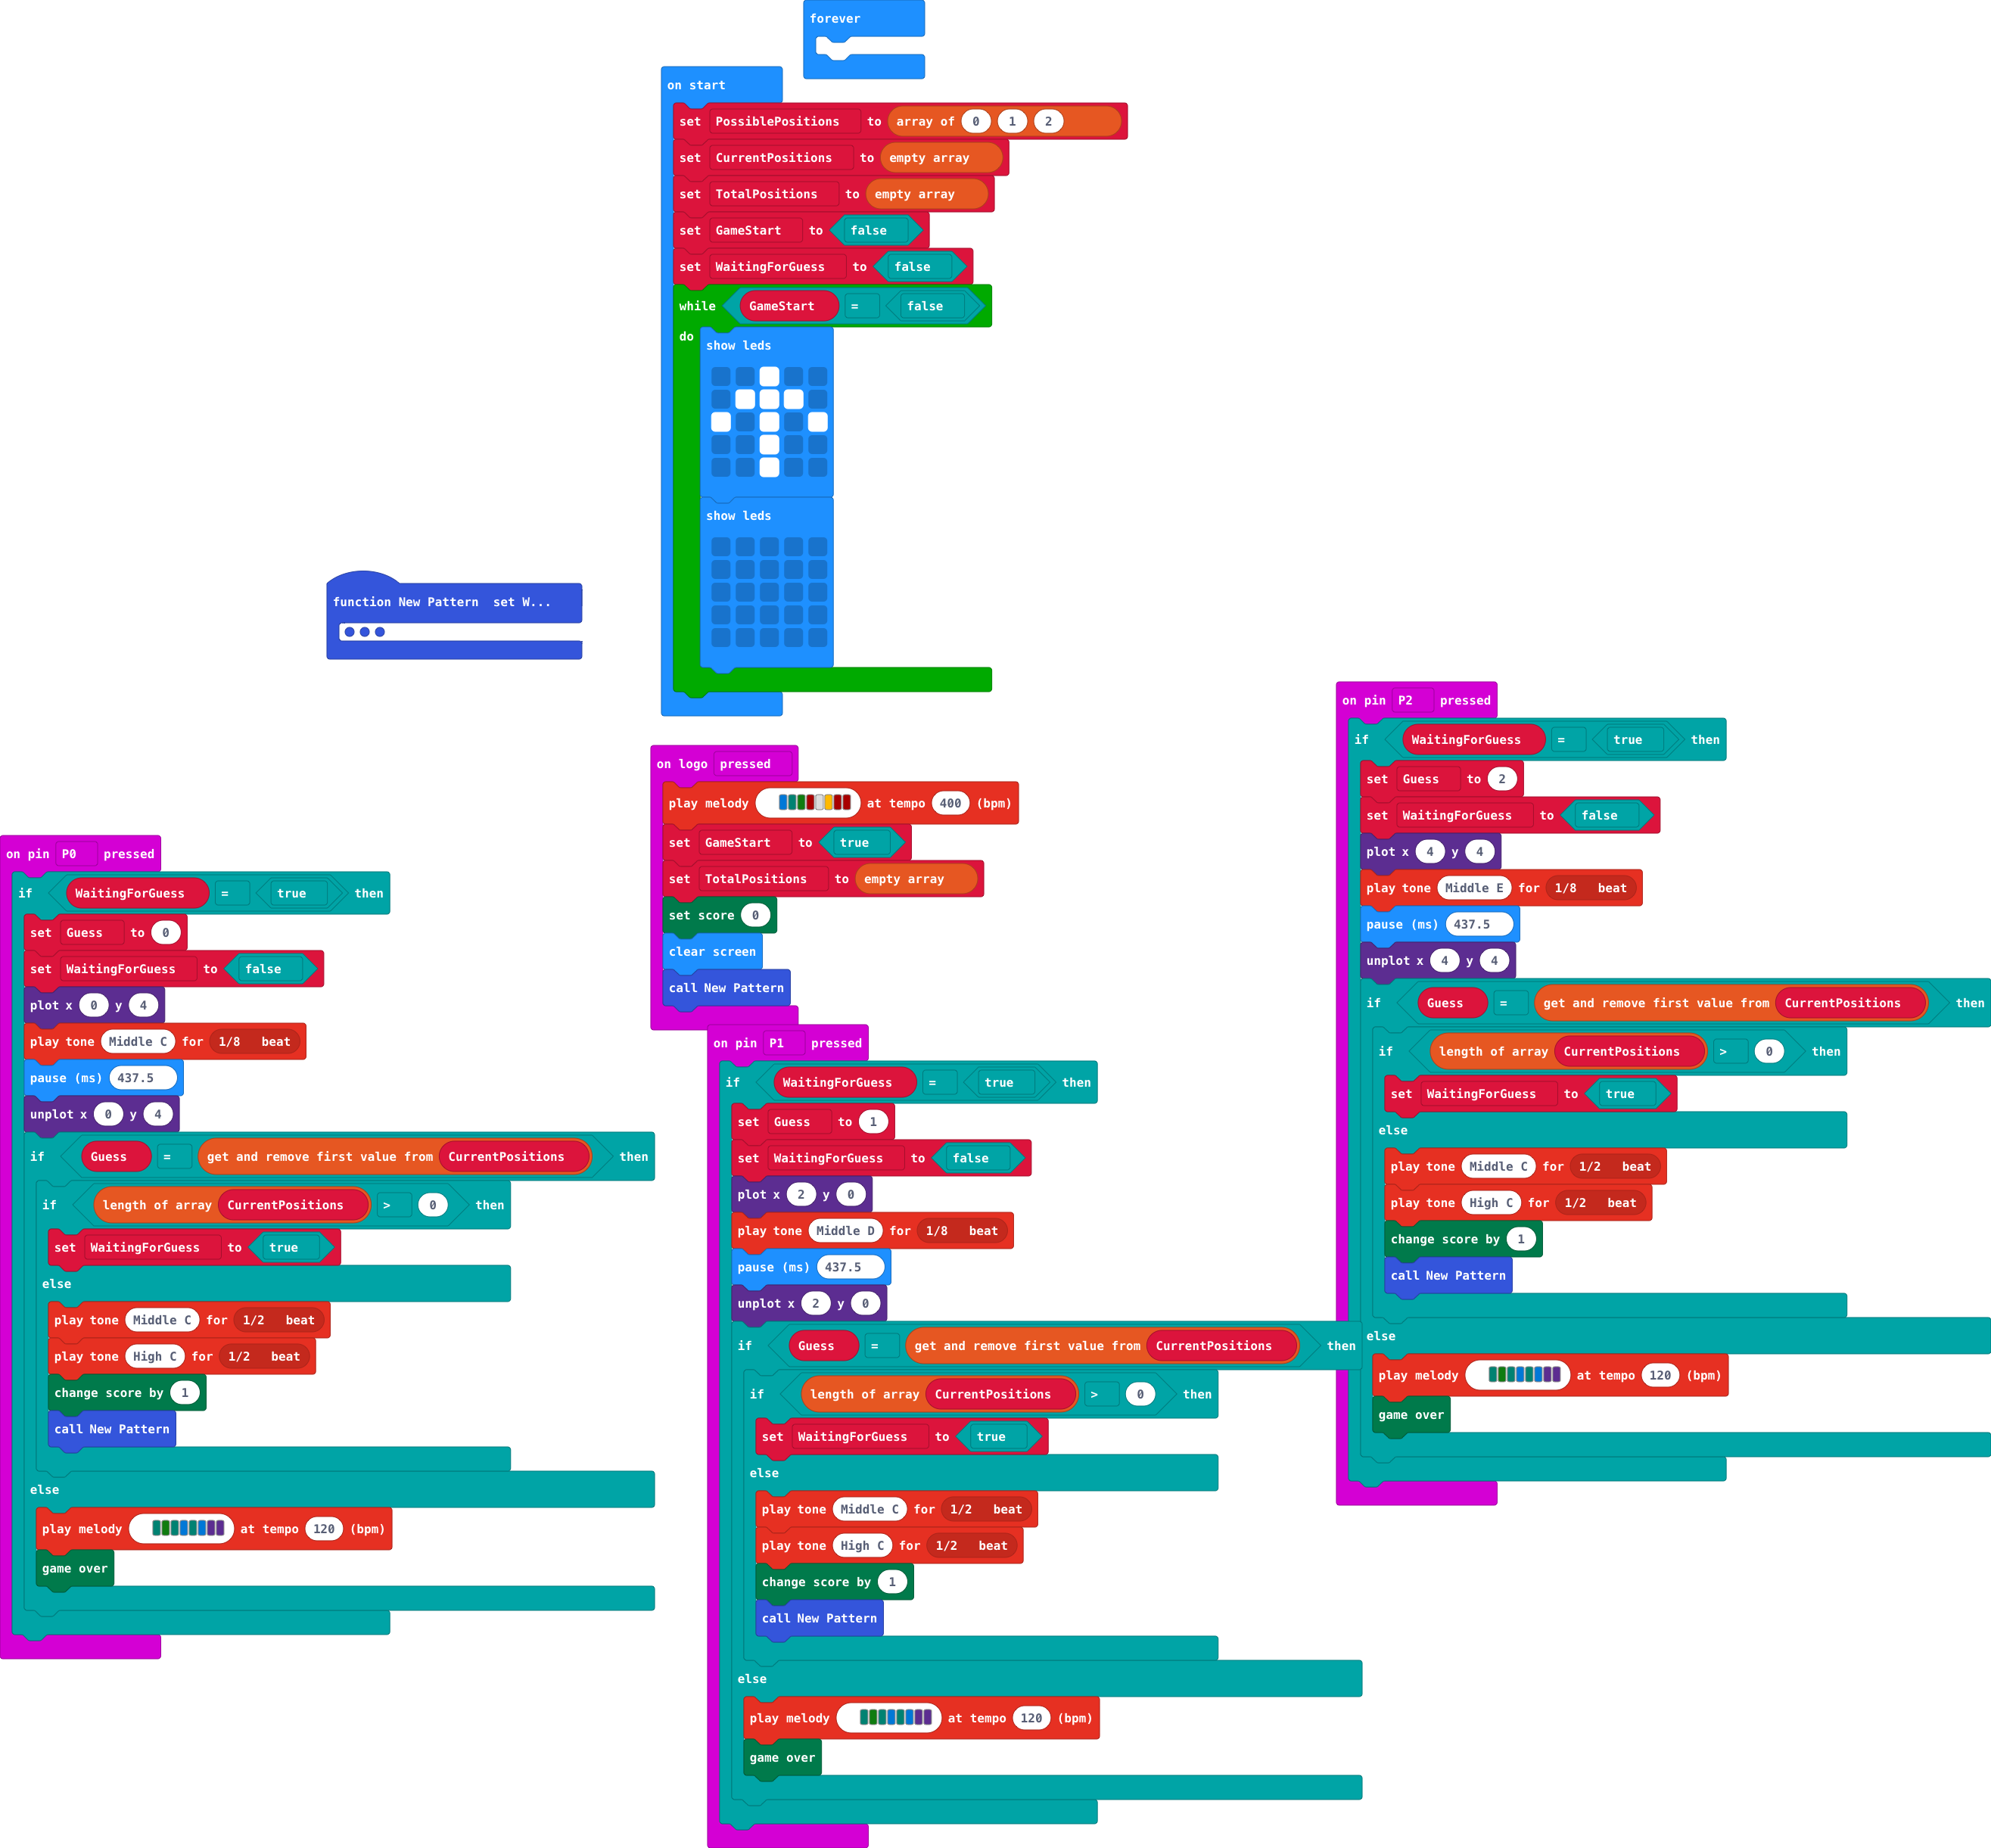 forever
on start
set PossiblePositions to array of 0 1 2
set CurrentPositions to empty array
set TotalPositions to empty array
set GameStart to false
set WaitingForGuess to false
while GameStart = false
do
show leds
show leds
function New Pattern set W...
on logo pressed
play melody at tempo 400 (bpm)
set GameStart to true
set TotalPositions to empty array
set score 0
clear screen
call New Pattern
on pin P0 pressed
if WaitingForGuess = true then
set Guess to 0
set WaitingForGuess to false
plot x 0 y 4
play tone Middle C for 1/8 beat
pause (ms) 437.5
unplot x 0 y 4
if Guess = get and remove first value from CurrentPositions then
if length of array CurrentPositions > 0 then
set WaitingForGuess to true
else
play tone Middle C for 1/2 beat
play tone High C for 1/2 beat
change score by 1
call New Pattern
else
play melody at tempo 120 (bpm)
game over
on pin P1 pressed
if WaitingForGuess = true then
set Guess to 1
set WaitingForGuess to false
plot x 2 y 0
play tone Middle D for 1/8 beat
pause (ms) 437.5
unplot x 2 y 0
if Guess = get and remove first value from CurrentPositions then
if length of array CurrentPositions > 0 then
set WaitingForGuess to true
else
play tone Middle C for 1/2 beat
play tone High C for 1/2 beat
change score by 1
call New Pattern
else
play melody at tempo 120 (bpm)
game over
on pin P2 pressed
if WaitingForGuess = true then
set Guess to 2
set WaitingForGuess to false
plot x 4 y 4
play tone Middle E for 1/8 beat
pause (ms) 437.5
unplot x 4 y 4
if Guess = get and remove first value from CurrentPositions then
if length of array CurrentPositions > 0 then
set WaitingForGuess to true
else
play tone Middle C for 1/2 beat
play tone High C for 1/2 beat
change score by 1
call New Pattern
else
play melody at tempo 120 (bpm)
game over